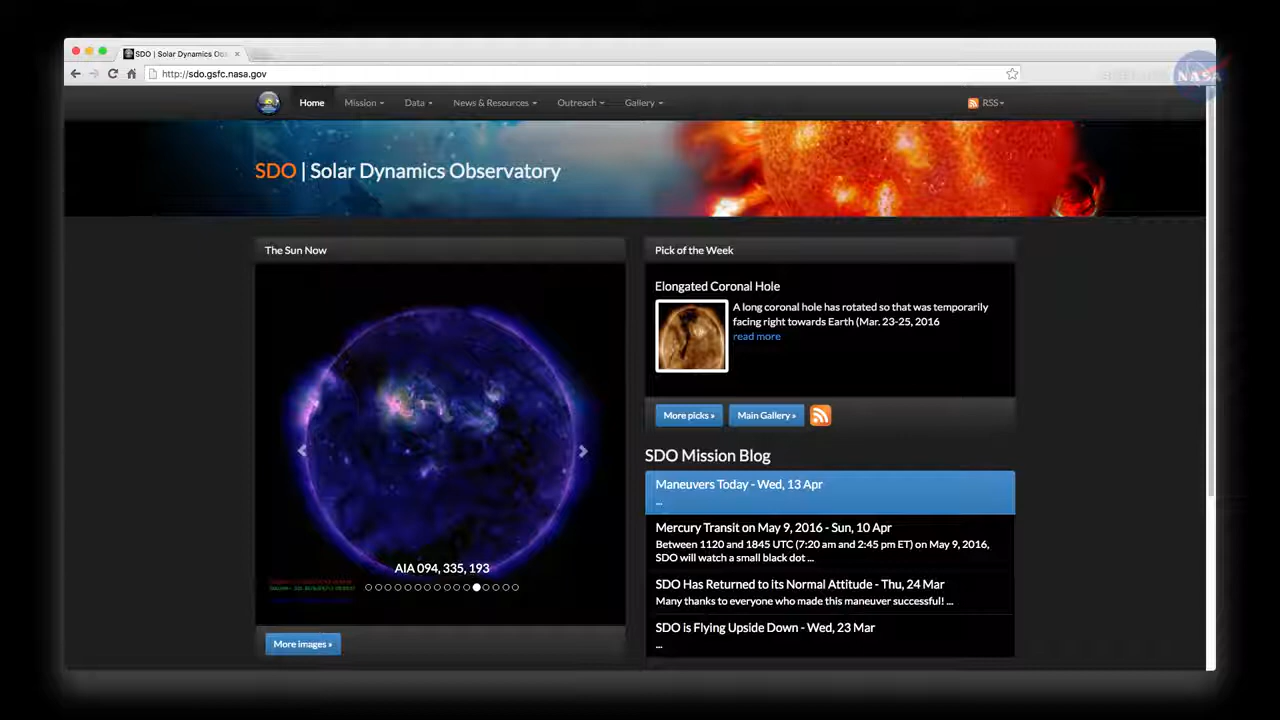 SDO | Solar Dynamics Obs
http://sdo.gsfc.nasa.gov
NASA
Home Mission Data News & Resources Outreach Gallery RSS
SDO | Solar Dynamics Observatory
The Sun Now
AIA 094, 335, 193
More images »
Pick of the Week
Elongated Coronal Hole
A long coronal hole has rotated so that was temporarily
facing right towards Earth (Mar. 23-25, 2016
read more
More picks » Main Gallery »
SDO Mission Blog
Maneuvers Today - Wed, 13 Apr
...
Mercury Transit on May 9, 2016 - Sun, 10 Apr
Between 1120 and 1845 UTC (7:20 am and 2:45 pm ET) on May 9, 2016,
SDO will watch a small black dot ...
SDO Has Returned to its Normal Attitude - Thu, 24 Mar
Many thanks to everyone who made this maneuver successful! ...
SDO is Flying Upside Down - Wed, 23 Mar
...